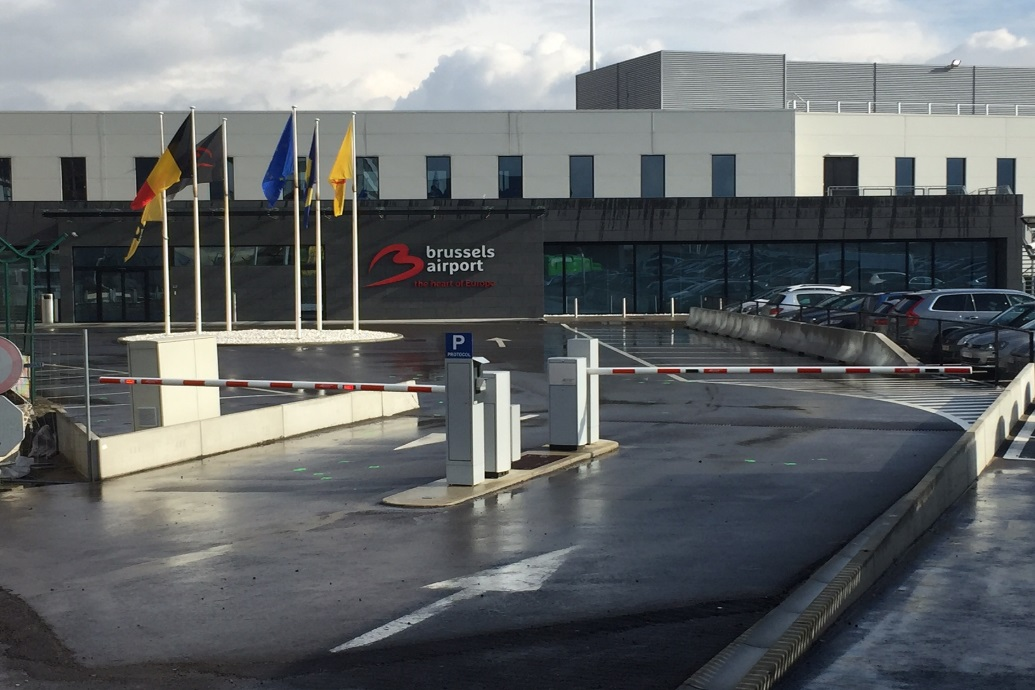 brussels
airport
the heart of Europe
P
PROTOCOL